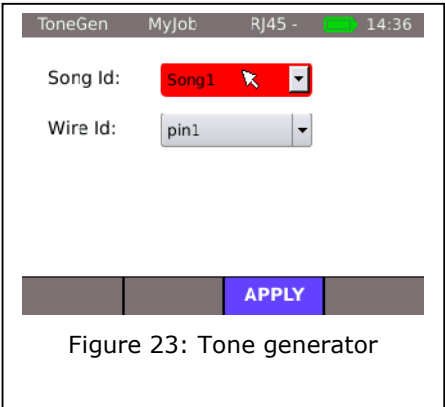 ToneGen MyJob RJ45 - 14:36
Song Id: Song1
Wire Id: pin1
APPLY
Figure 23: Tone generator